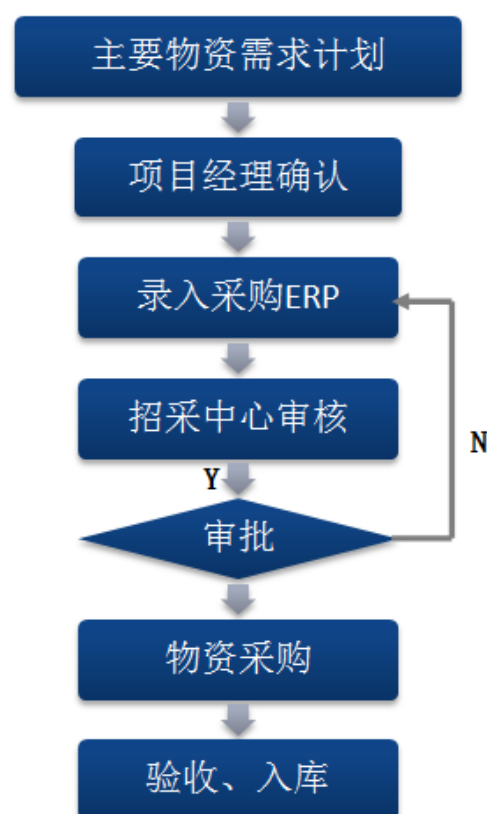 主要物资需求计划
项目经理确认
录入采购ERP
招采中心审核
N
Y
审批
物资采购
验收、入库